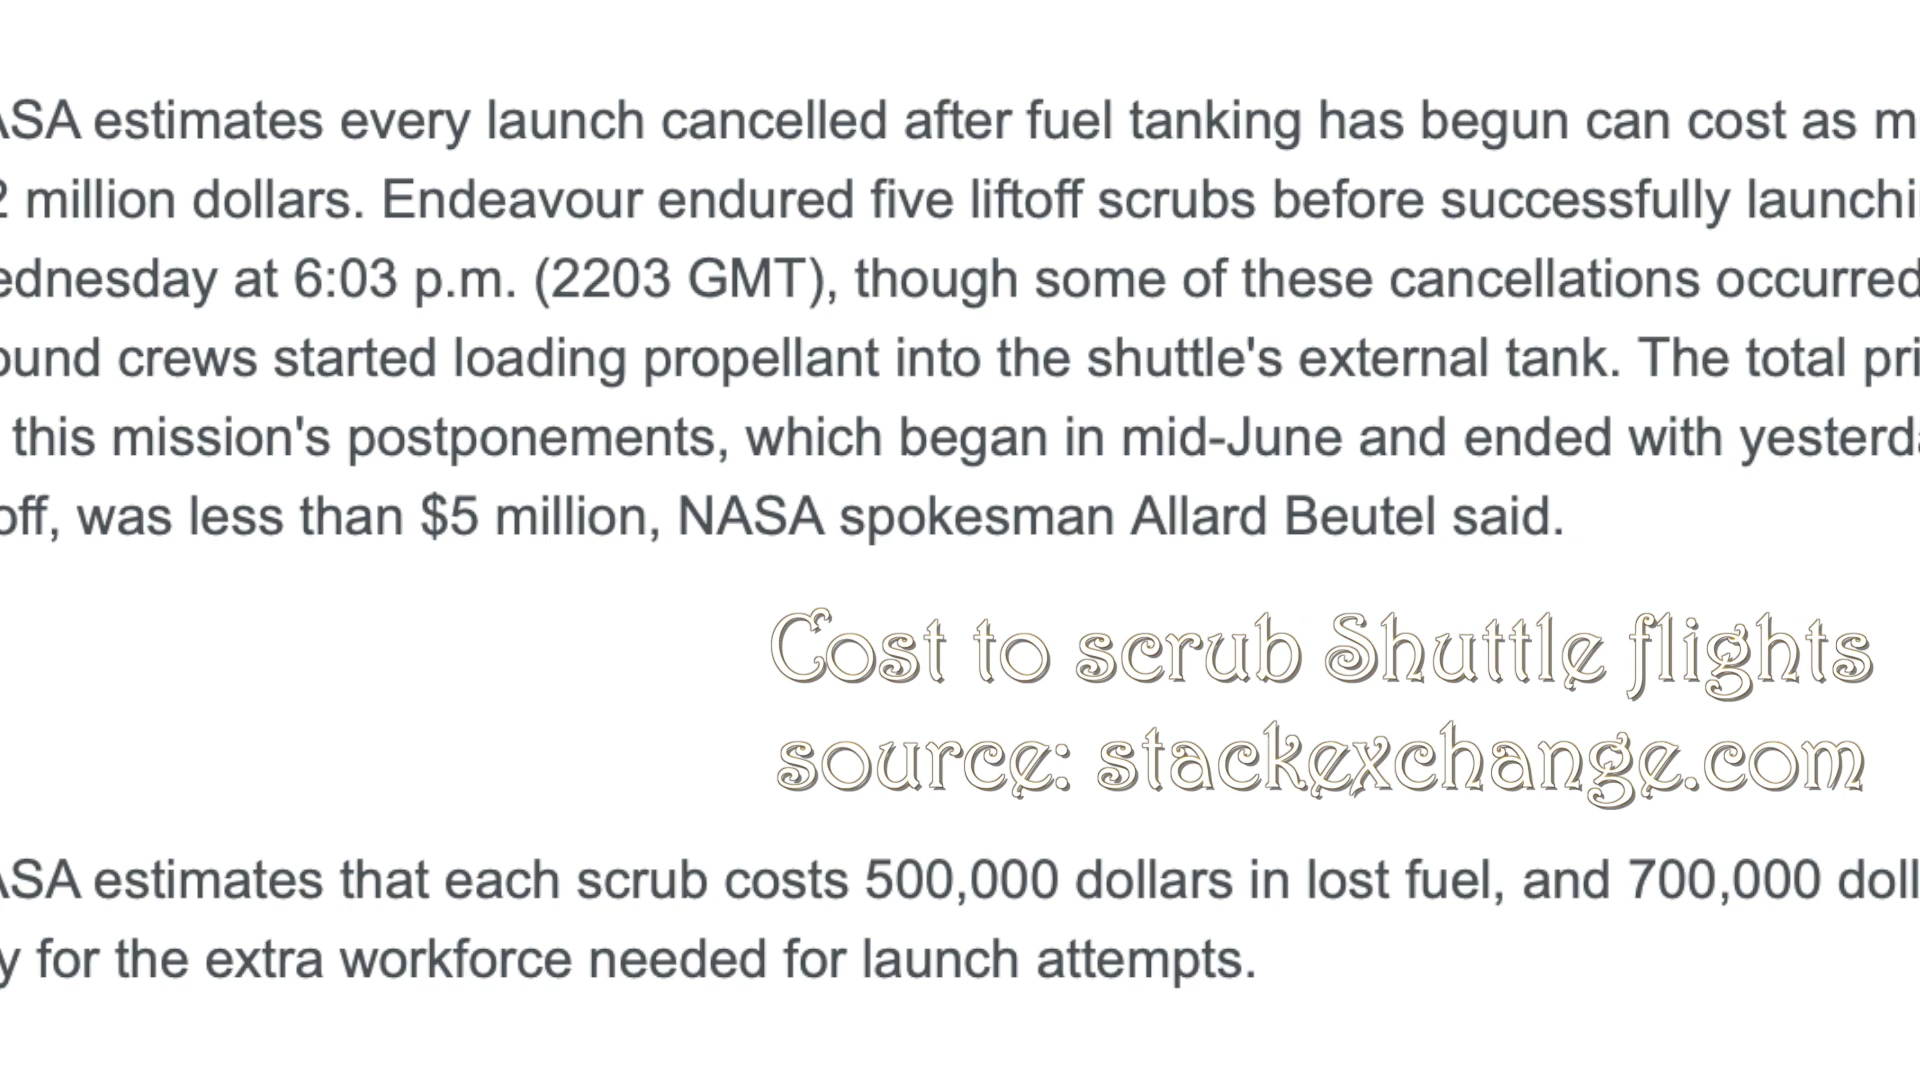 ASA estimates every launch cancelled after fuel tanking has begun can cost as m
2 million dollars. Endeavour endured five liftoff scrubs before successfully launchi
ednesday at 6:03 p.m. (2203 GMT), though some of these cancellations occurred
ound crews started loading propellant into the shuttle's external tank. The total pri
this mission's postponements, which began in mid-June and ended with yesterda
off, was less than $5 million, NASA spokesman Allard Beutel said.
Cost to scrub Shuttle flights
source: stackexchange.com
ASA estimates that each scrub costs 500,000 dollars in lost fuel, and 700,000 doll
y for the extra workforce needed for launch attempts.